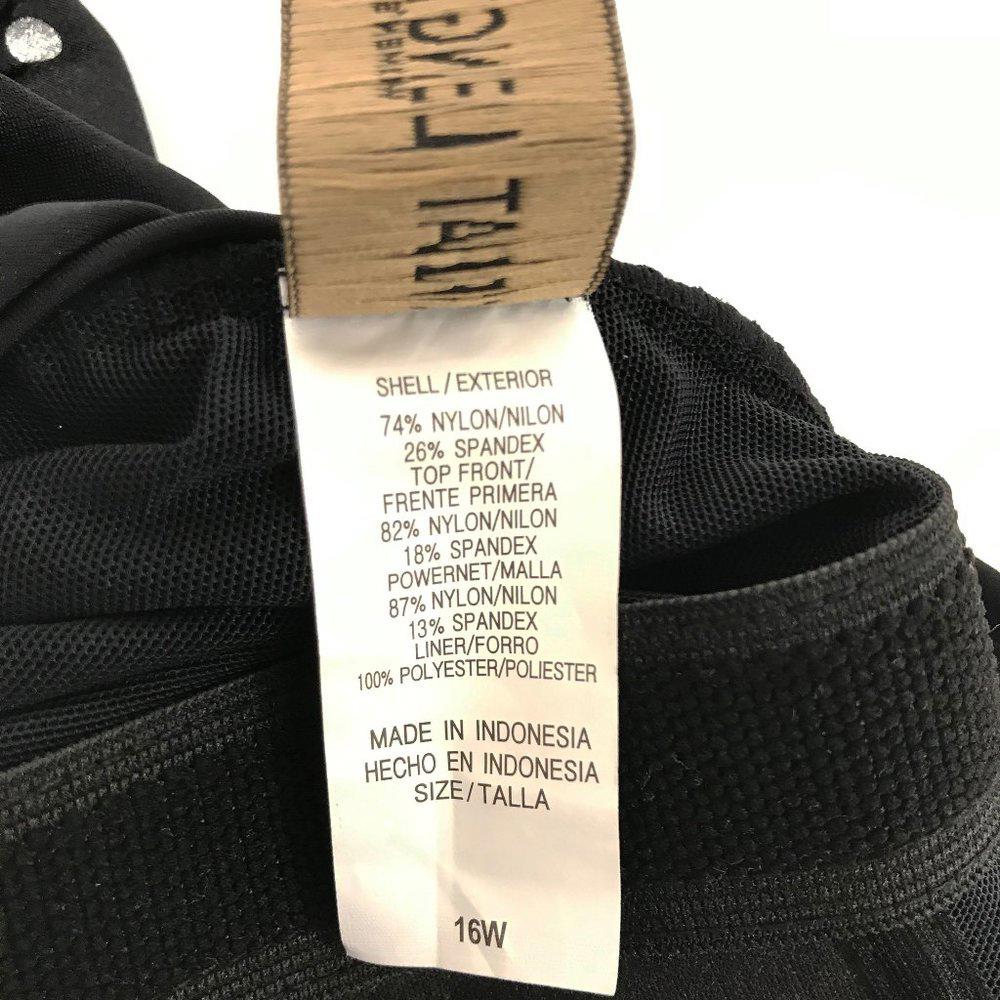 SHELL/EXTERIOR
74% NYLON/NILON
26% SPANDEX
TOP FRONT/
FRENTE PRIMERA
82% NYLON/NILON
18% SPANDEX
POWERNET/MALLA
87% NYLON/NILON
13% SPANDEX
LINER/FORRO
100% POLYESTER/POLIESTER
MADE IN INDONESIA
HECHO EN INDONESIA
SIZE/TALLA
16W